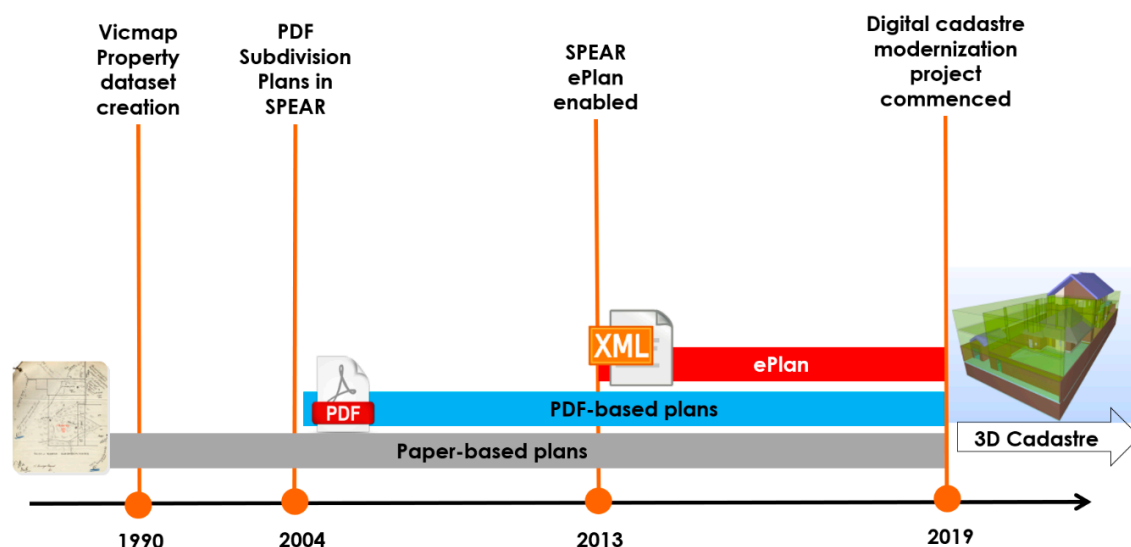 Vicmap
Property
dataset
creation
PDF
Subdivision
Plans in
SPEAR
SPEAR
ePlan
enabled
Digital cadastre
modernization
project
commenced
XML
ePlan
PDF
PDF-based plans
Paper-based plans
3D Cadastre
1990
2004
2013
2019